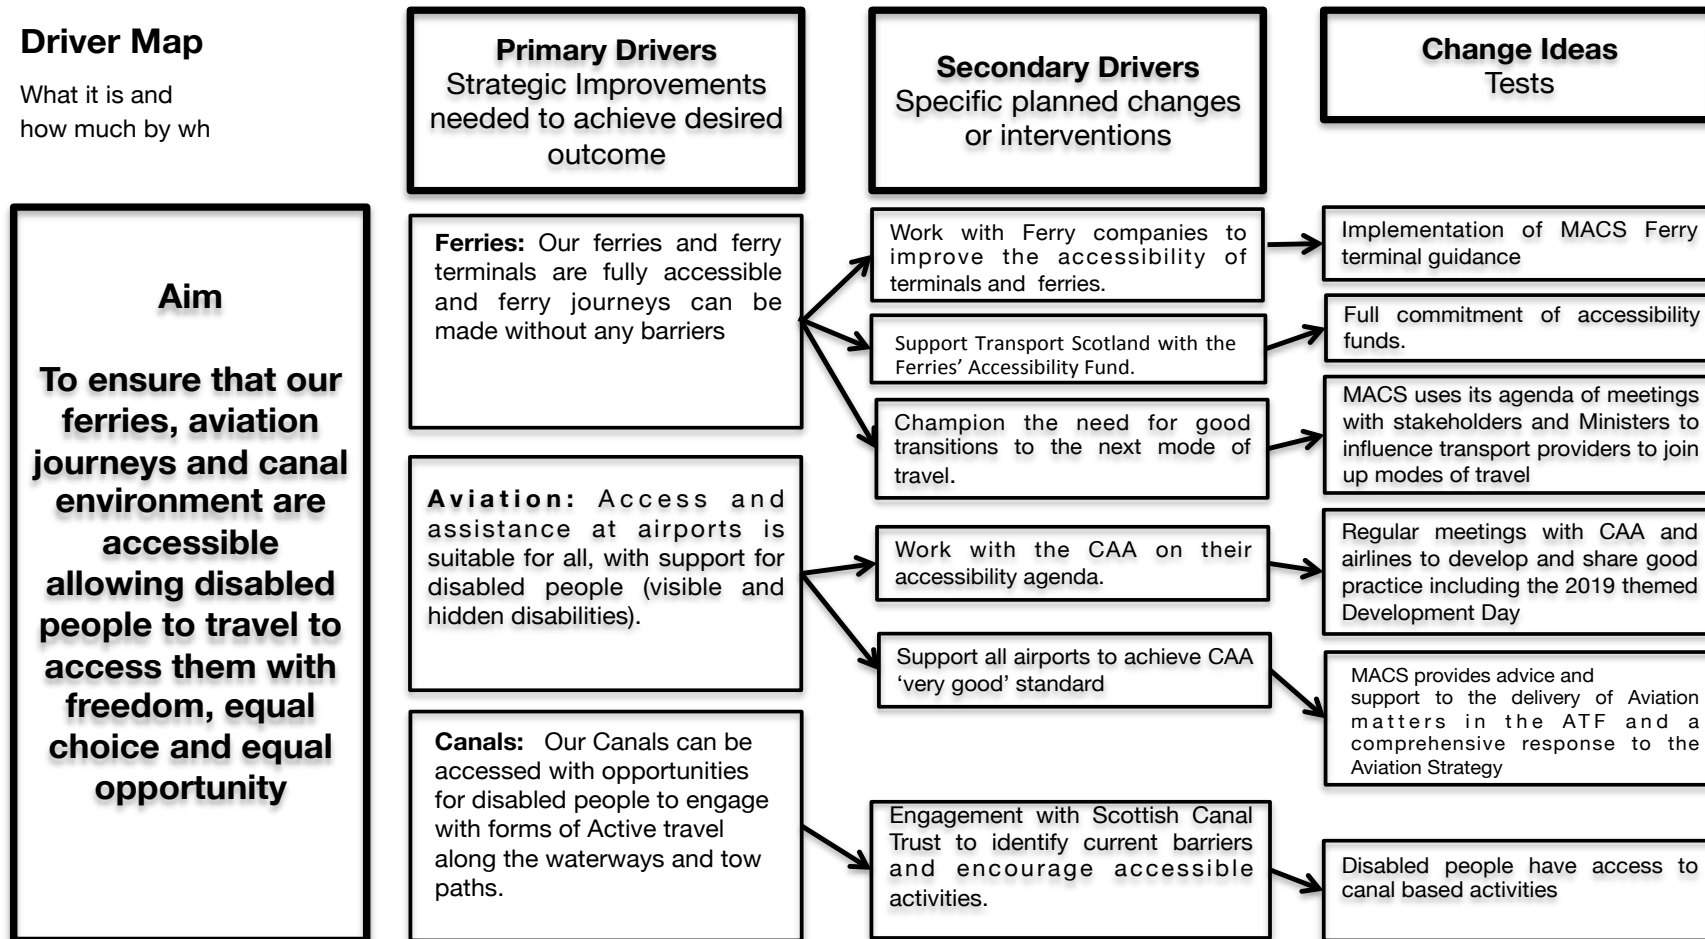 Driver Map
What it is and
how much by wh
Primary Drivers
Strategic Improvements
needed to achieve desired
outcome
Secondary Drivers
Specific planned changes
or interventions
Change Ideas
Tests
Aim
To ensure that our
ferries, aviation
journeys and canal
environment are
accessible
allowing disabled
people to travel to
access them with
freedom, equal
choice and equal
opportunity
Ferries: Our ferries and ferry
terminals are fully accessible
and ferry journeys can be
made without any barriers
Work with Ferry companies to
improve the accessibility of
terminals and ferries.
Implementation of MACS Ferry
terminal guidance
Support Transport Scotland with the
Ferries' Accessibility Fund.
Full commitment of accessibility
funds.
Champion the need for good
transitions to the next mode of
travel.
MACS uses its agenda of meetings
with stakeholders and Ministers to
influence transport providers to join
up modes of travel
Aviation: Access and
assistance at airports is
suitable for all, with support for
disabled people (visible and
hidden disabilities).
Work with the CAA on their
accessibility agenda.
Regular meetings with CAA and
airlines to develop and share good
practice including the 2019 themed
Development Day
Support all airports to achieve CAA
'very good' standard
MACS provides advice and
support to the delivery of Aviation
matters in the ATF and a
comprehensive response to the
Aviation Strategy
Canals: Our Canals can be
accessed with opportunities
for disabled people to engage
with forms of Active travel
along the waterways and tow
paths.
Engagement with Scottish Canal
Trust to identify current barriers
and encourage accessible
activities.
Disabled people have access to
canal based activities